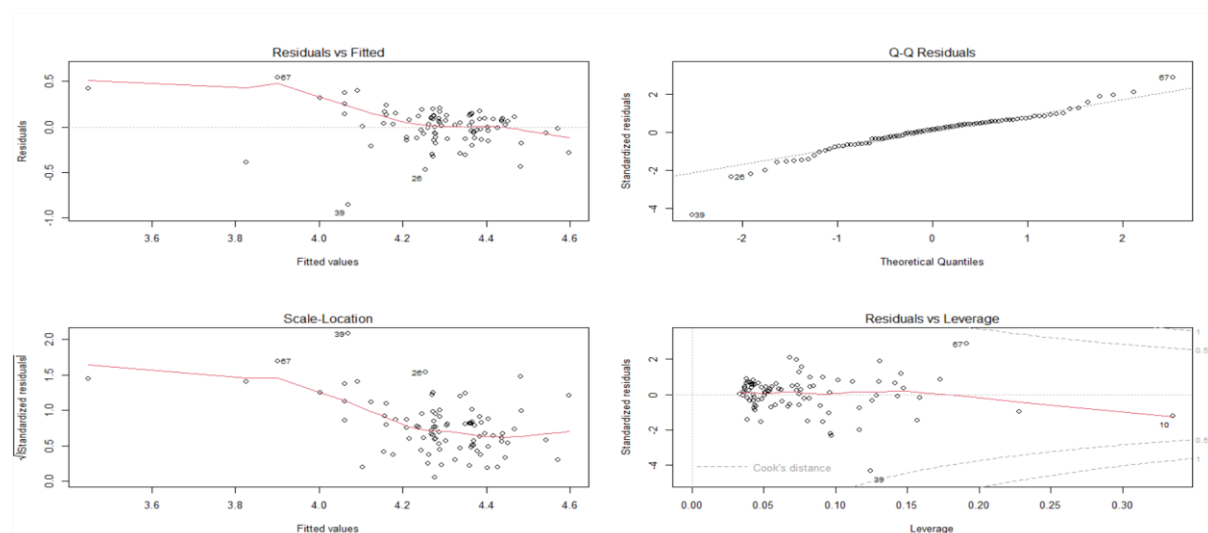 Residuals vs Fitted
Residuals
0.5
0.0
-0.5
-1.0
67
26
39
3.6 3.8 4.0 4.2 4.4 4.6
Fitted values
Q-Q Residuals
Standardized residuals
2
0
-2
-4
67
26
39
-2 -1 0 1 2
Theoretical Quantiles
Scale-Location
√|Standardized residuals|
2.0
1.5
1.0
0.5
0.0
39
67
26
3.6 3.8 4.0 4.2 4.4 4.6
Fitted values
Residuals vs Leverage
Standardized residuals
2
0
-2
-4
67
10
39
1
0.5
0.5
1
Cook's distance
0.00 0.05 0.10 0.15 0.20 0.25 0.30
Leverage